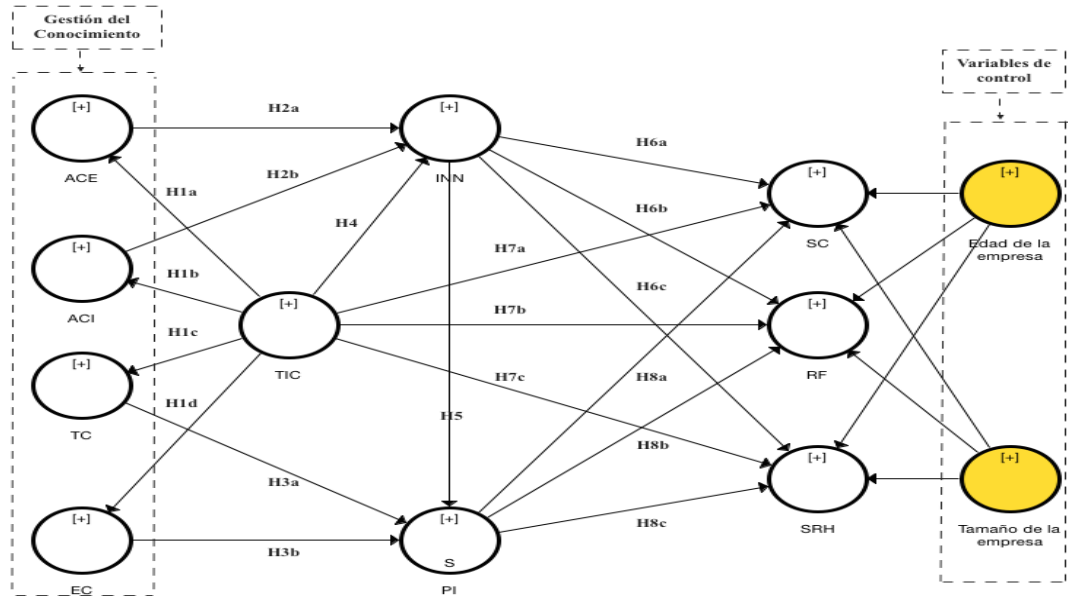 Gestión del
Conocimiento
Variables de
control
[+]
ACE
H2a
[+]
INN
H6a
[+]
SC
[+]
Edad de la
empresa
H1a
H2b
H4
H6b
H7a
[+]
ACI
H1b
H6c
[+]
TIC
H7b
[+]
RF
H1c
[+]
TC
H7c
H8a
H1d
H5
H8b
[+]
SRH
[+]
Tamaño de la
empresa
H3a
[+]
EC
H3b
[+]
S
PI
H8c